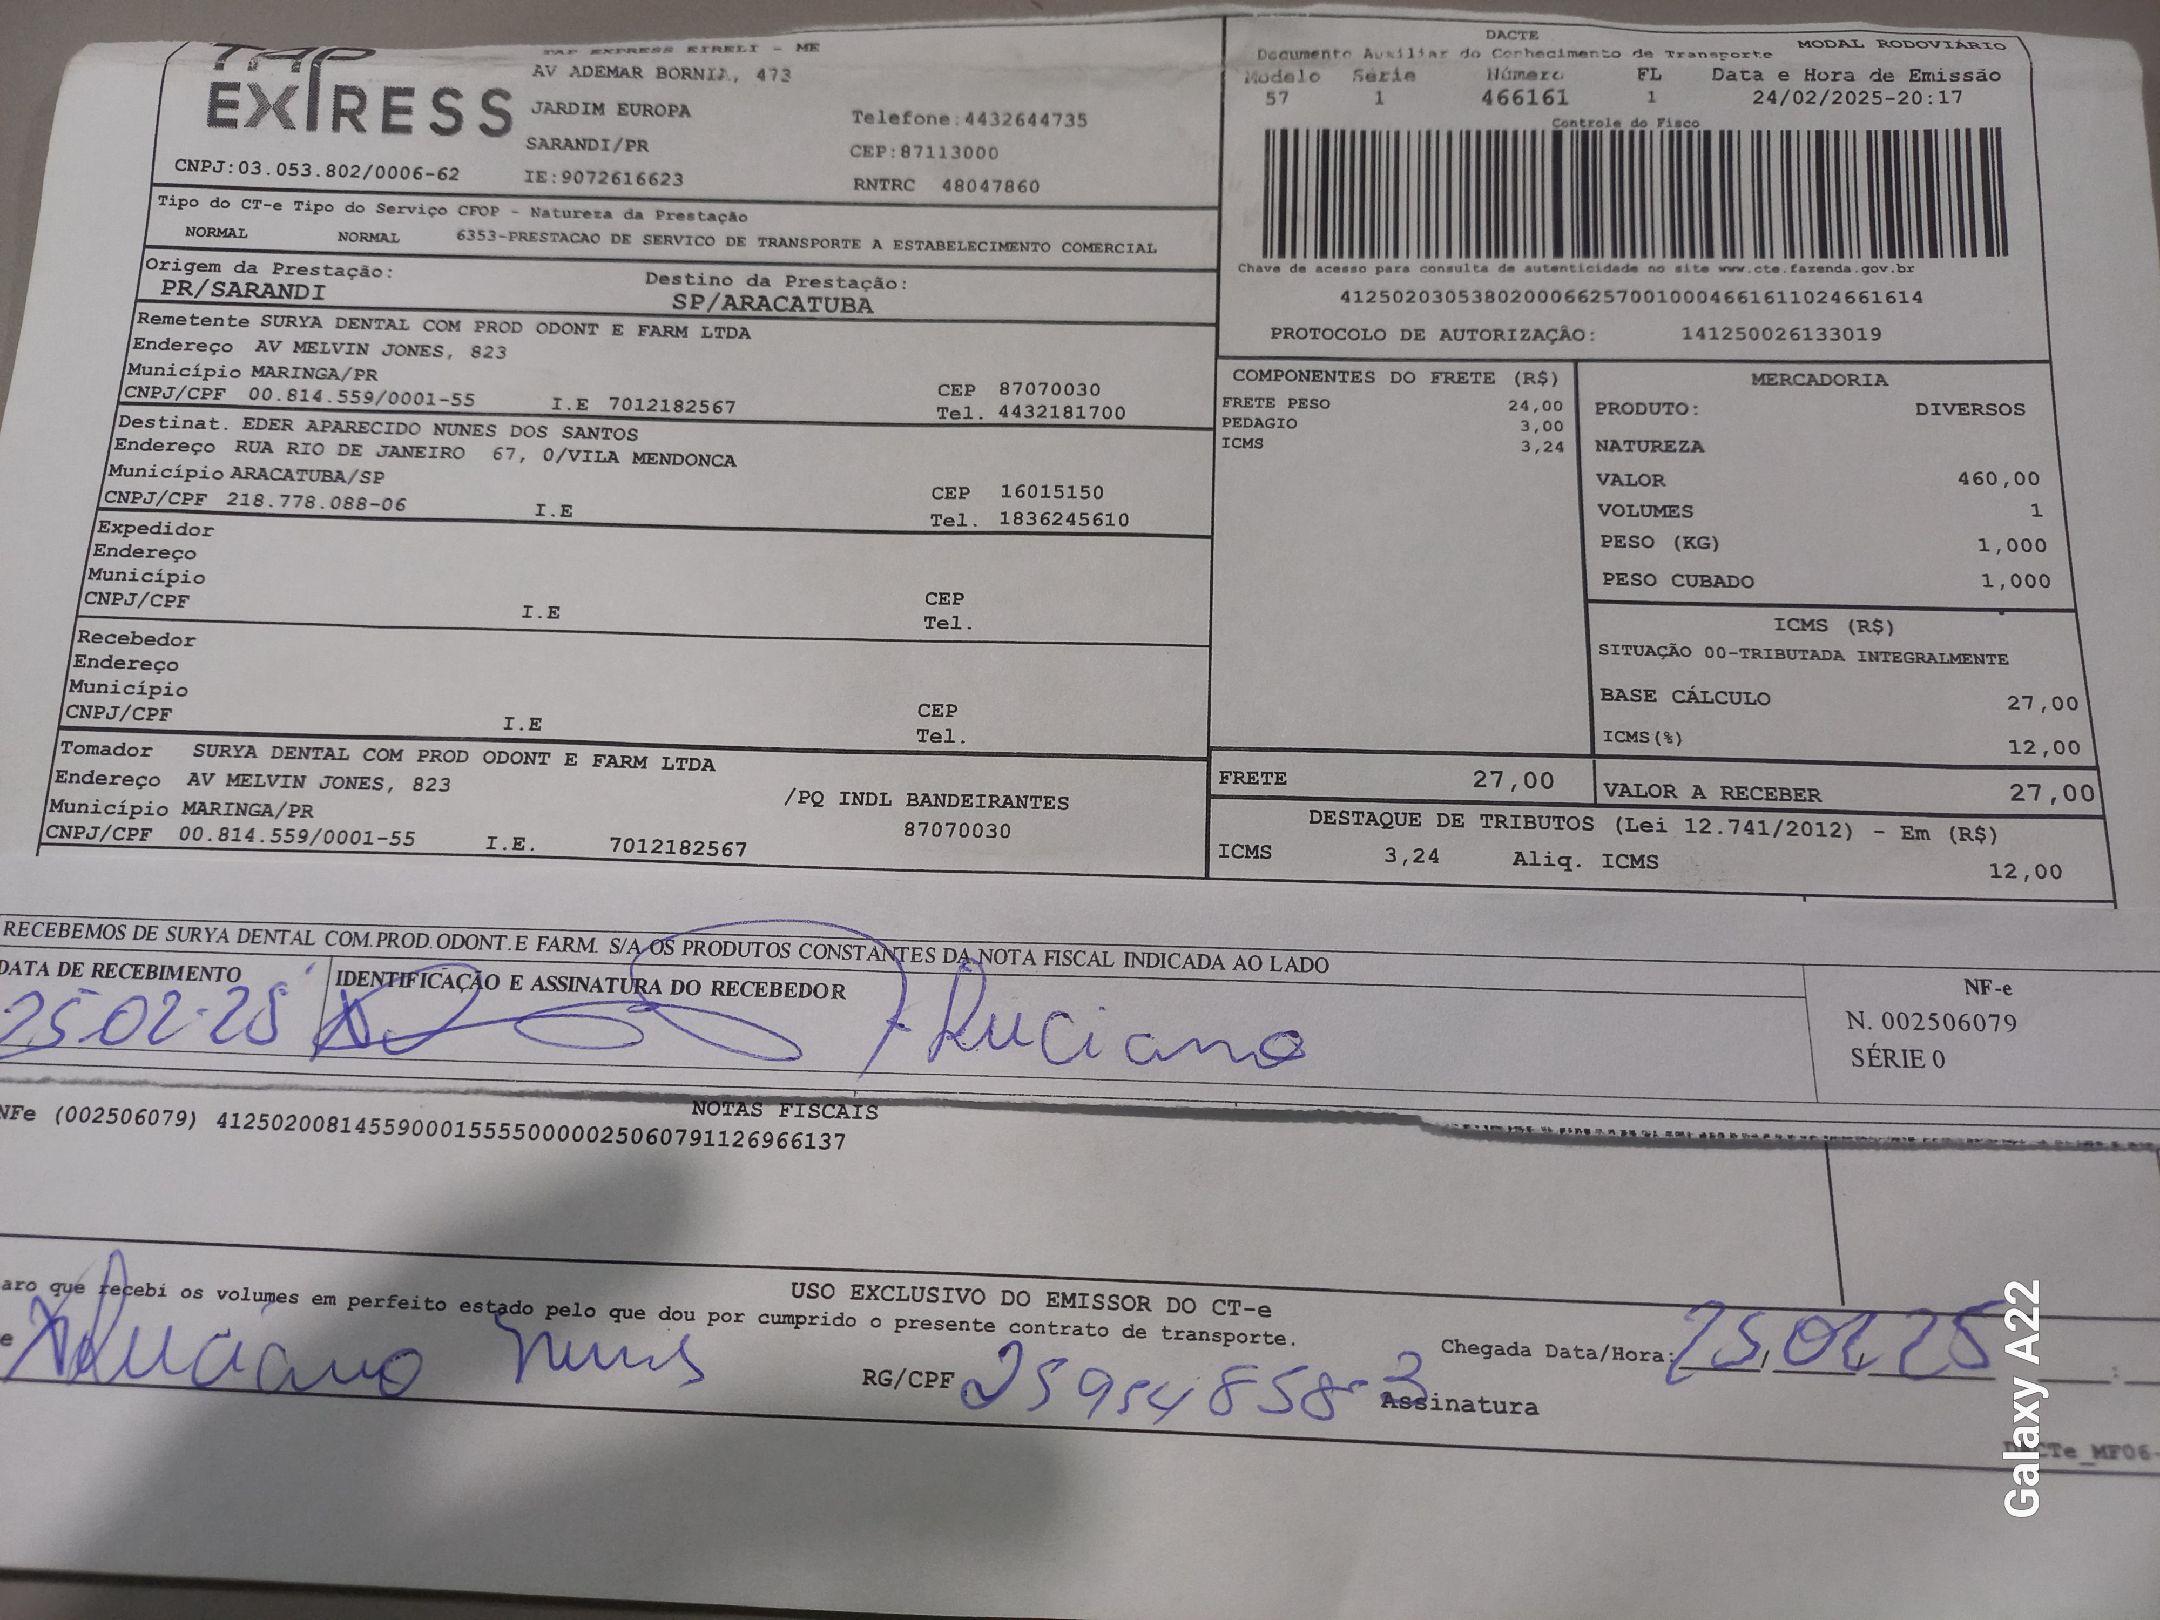 TAP
EXPRESS
TAP EXPRESS EIRELI - ME
AV ADEMAR BORNIA, 473
JARDIM EUROPA
Telefone:4432644735
SARANDI/PR
CEP:87113000
CNPJ:03.053.802/0006-62
IE:9072616623
RNTRC 48047860
DACTE
Documento Auxiliar do Conhecimento de Transporte MODAL RODOVIÁRIO
Modelo Série Número FL Data e Hora de Emissão
57 1 466161 1 24/02/2025-20:17
Controle do Fisco
Chave de acesso para consulta de autenticidade no site www.cte.fazenda.gov.br
41250203053802000662570010004661611024661614
PROTOCOLO DE AUTORIZAÇÃO: 141250026133019
Tipo do CT-e Tipo do Serviço CFOP - Natureza da Prestação
NORMAL NORMAL 6353-PRESTACAO DE SERVICO DE TRANSPORTE A ESTABELECIMENTO COMERCIAL
Origem da Prestação: Destino da Prestação:
PR/SARANDI SP/ARACATUBA
Remetente SURYA DENTAL COM PROD ODONT E FARM LTDA
Endereço AV MELVIN JONES, 823
Município MARINGA/PR CEP 87070030
CNPJ/CPF 00.814.559/0001-55 I.E 7012182567 Tel. 4432181700
Destinat. EDER APARECIDO NUNES DOS SANTOS
Endereço RUA RIO DE JANEIRO 67, 0/VILA MENDONCA
Município ARACATUBA/SP CEP 16015150
CNPJ/CPF 218.778.088-06 I.E Tel. 1836245610
Expedidor
Endereço
Município CEP
CNPJ/CPF I.E Tel.
Recebedor
Endereço
Município CEP
CNPJ/CPF I.E Tel.
Tomador SURYA DENTAL COM PROD ODONT E FARM LTDA
Endereço AV MELVIN JONES, 823 /PQ INDL BANDEIRANTES
Município MARINGA/PR 87070030
CNPJ/CPF 00.814.559/0001-55 I.E. 7012182567
COMPONENTES DO FRETE (R$)
FRETE PESO 24,00
PEDAGIO 3,00
ICMS 3,24
MERCADORIA
PRODUTO: DIVERSOS
NATUREZA
VALOR 460,00
VOLUMES 1
PESO (KG) 1,000
PESO CUBADO 1,000
ICMS (R$)
SITUAÇÃO 00-TRIBUTADA INTEGRALMENTE
BASE CÁLCULO 27,00
ICMS(%) 12,00
FRETE 27,00 VALOR A RECEBER 27,00
DESTAQUE DE TRIBUTOS (Lei 12.741/2012) - Em (R$)
ICMS 3,24 Aliq. ICMS 12,00
RECEBEMOS DE SURYA DENTAL COM.PROD.ODONT.E FARM. S/A OS PRODUTOS CONSTANTES DA NOTA FISCAL INDICADA AO LADO
DATA DE RECEBIMENTO IDENTIFICAÇÃO E ASSINATURA DO RECEBEDOR
25.02.25 Luciano
NF-e
N. 002506079
SÉRIE 0
NOTAS FISCAIS
NFe (002506079) 41250200814559000155550000025060791126966137
USO EXCLUSIVO DO EMISSOR DO CT-e
aro que recebi os volumes em perfeito estado pelo que dou por cumprido o presente contrato de transporte.
e Luciano Nunes RG/CPF 25954858-3 Assinatura Chegada Data/Hora: 25,02,25 :
DACTe_MF06-
Galaxy A22